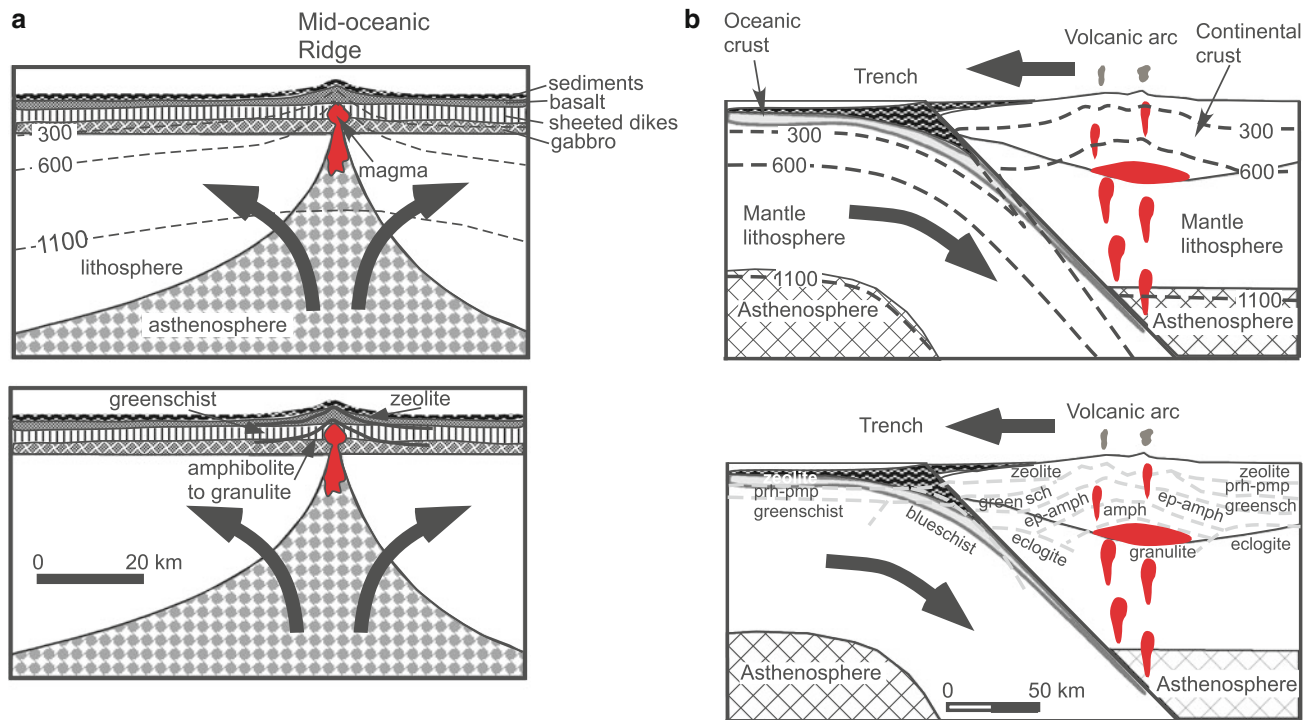 a
Mid-oceanic
Ridge
sediments
basalt
sheeted dikes
gabbro
300
600
magma
1100
lithosphere
asthenosphere
greenschist
zeolite
amphibolite
to granulite
0 20 km
b
Oceanic
crust
Trench
Volcanic arc
Continental
crust
300
300
600
600
Mantle
lithosphere
Mantle
lithosphere
1100
1100
Asthenosphere
Asthenosphere
Trench
Volcanic arc
zeolite
prh-pmp
greenschist
zeolite
green sch
ep-amph
amph
ep-amph
zeolite
prh-pmp
greensch
blueschist
eclogite
granulite
eclogite
Asthenosphere
Asthenosphere
0 50 km